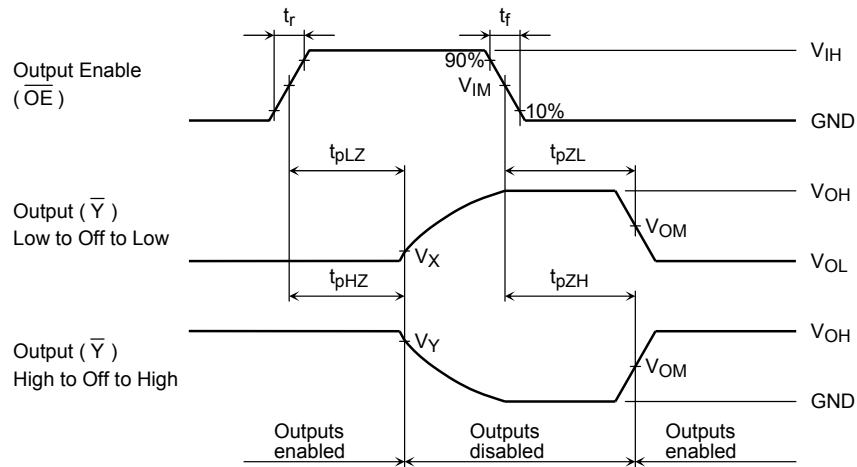 tr
tf
Output Enable
( OE )
90%
VIM
10%
VIH
GND
tpLZ
tpZL
Output ( Y )
Low to Off to Low
VX
VOM
VOH
VOL
tpHZ
tpZH
Output ( Y )
High to Off to High
VY
VOM
VOH
GND
Outputs
enabled
Outputs
disabled
Outputs
enabled